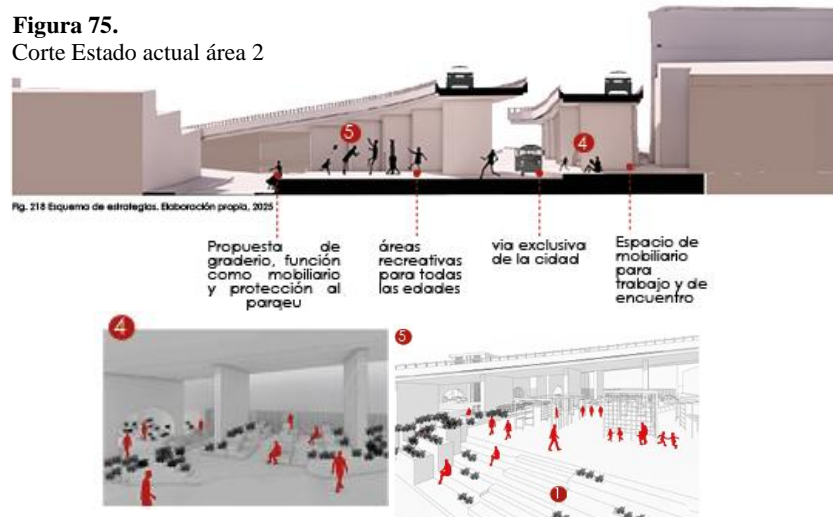 Figura 75.
Corte Estado actual área 2
5
4
Fig. 218 Esquema de estrategias. Elaboración propia, 2025
Propuesta de
graderio, función
como mobiliario
y protección al
parqeu
áreas
recreativas
para todas
las edades
via exclusiva
de la cidad
Espacio de
mobiliario
para
trabajo y de
encuentro
4
5
1